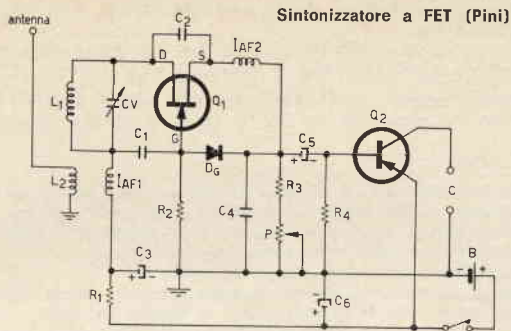 Sintonizzatore a FET (Pini)
antenna
C2
D
S
IAF2
Q1
L1
CV
G
C1
DG
C5
Q2
L2
IAF1
R2
C4
R3
R4
C
P
C3
B
- +
R1
C6
+
-
+
-
+
-
+